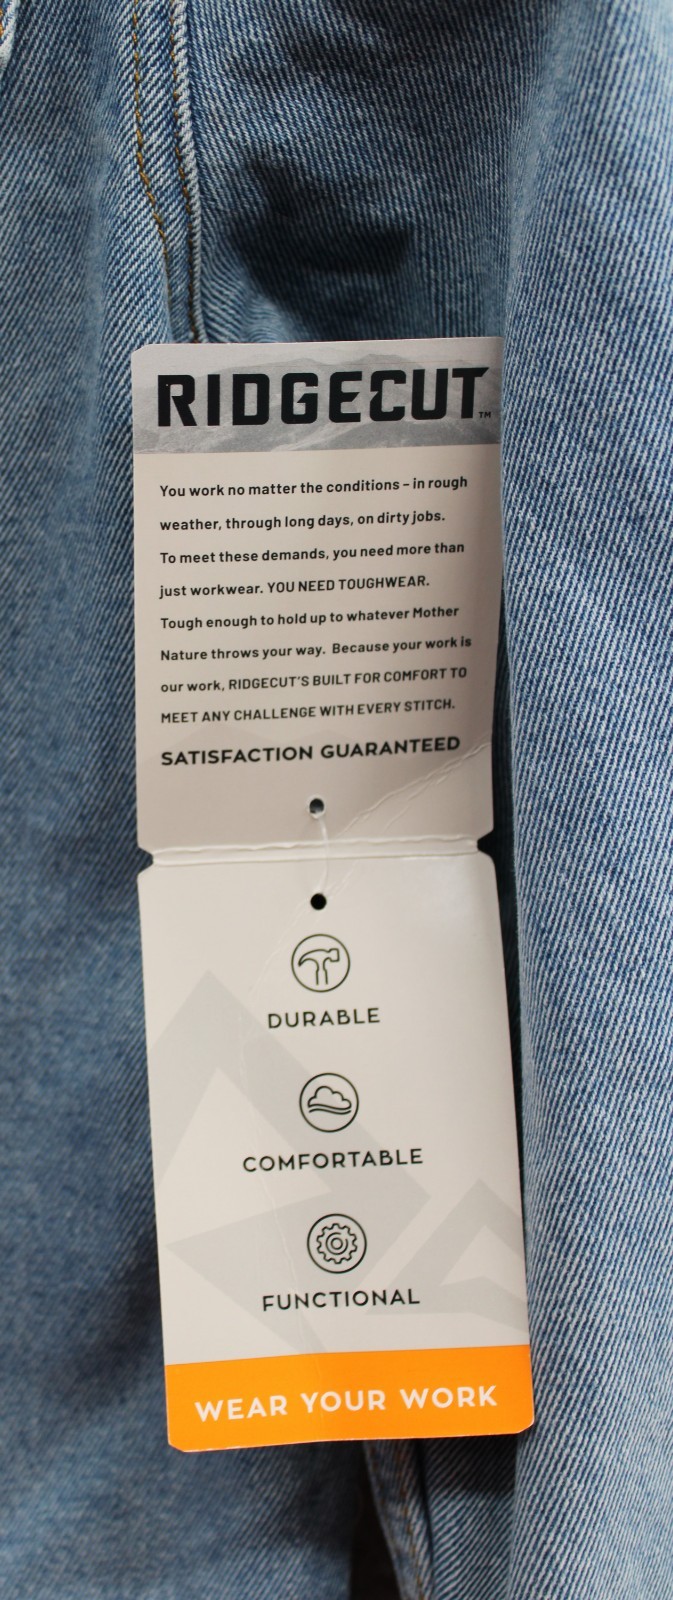 RIDGECUT™
You work no matter the conditions – in rough
weather, through long days, on dirty jobs.
To meet these demands, you need more than
just workwear. YOU NEED TOUGHWEAR.
Tough enough to hold up to whatever Mother
Nature throws your way. Because your work is
our work, RIDGECUT'S BUILT FOR COMFORT TO
MEET ANY CHALLENGE WITH EVERY STITCH.
SATISFACTION GUARANTEED
DURABLE
COMFORTABLE
FUNCTIONAL
WEAR YOUR WORK